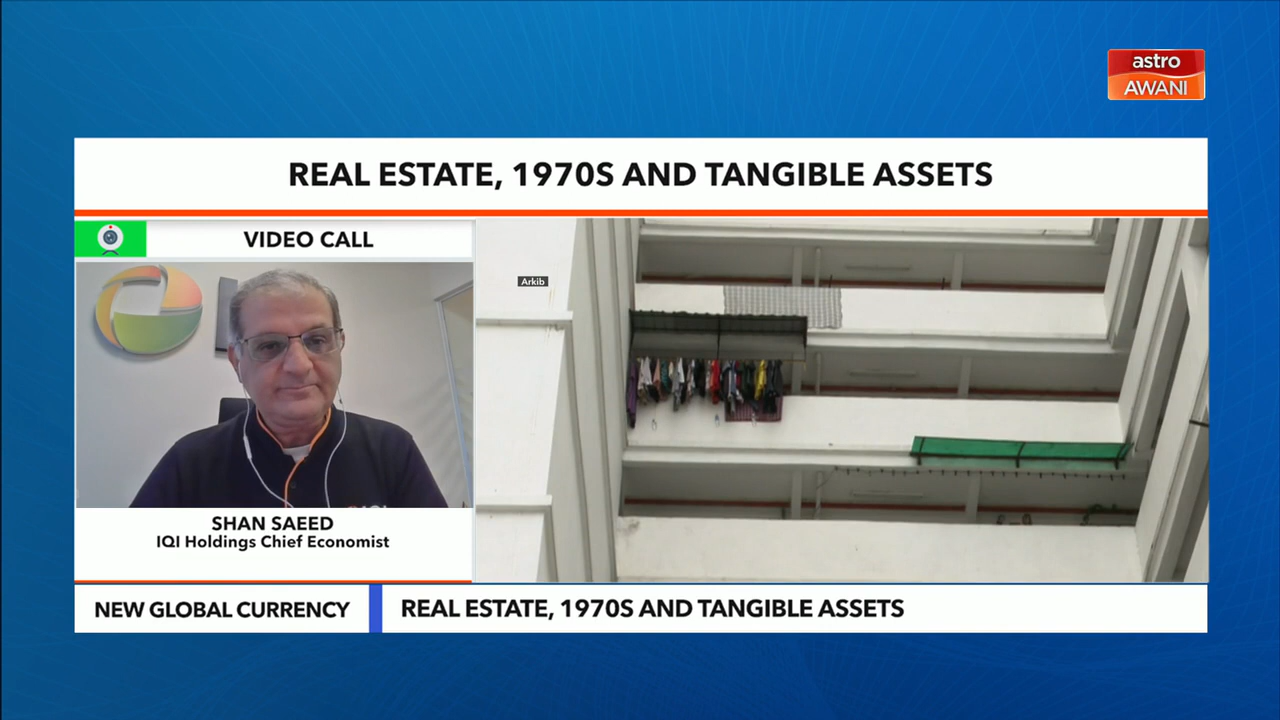 astro
AWANI
REAL ESTATE, 1970S AND TANGIBLE ASSETS
VIDEO CALL
Arkib
SHAN SAEED
IQI Holdings Chief Economist
NEW GLOBAL CURRENCY
REAL ESTATE, 1970S AND TANGIBLE ASSETS